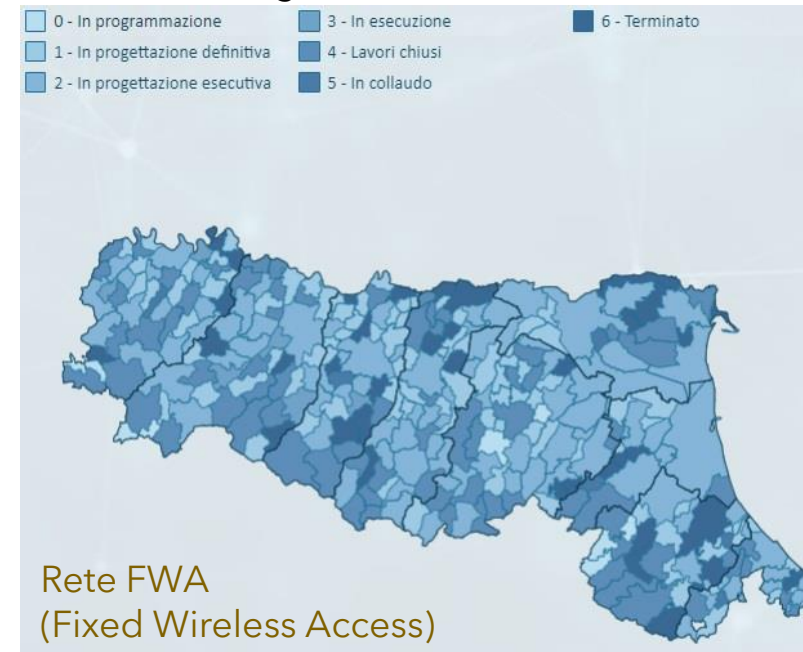 0 - In programmazione
1 - In progettazione definitiva
2 - In progettazione esecutiva
3 - In esecuzione
4 - Lavori chiusi
5 - In collaudo
6 - Terminato
Rete FWA
(Fixed Wireless Access)